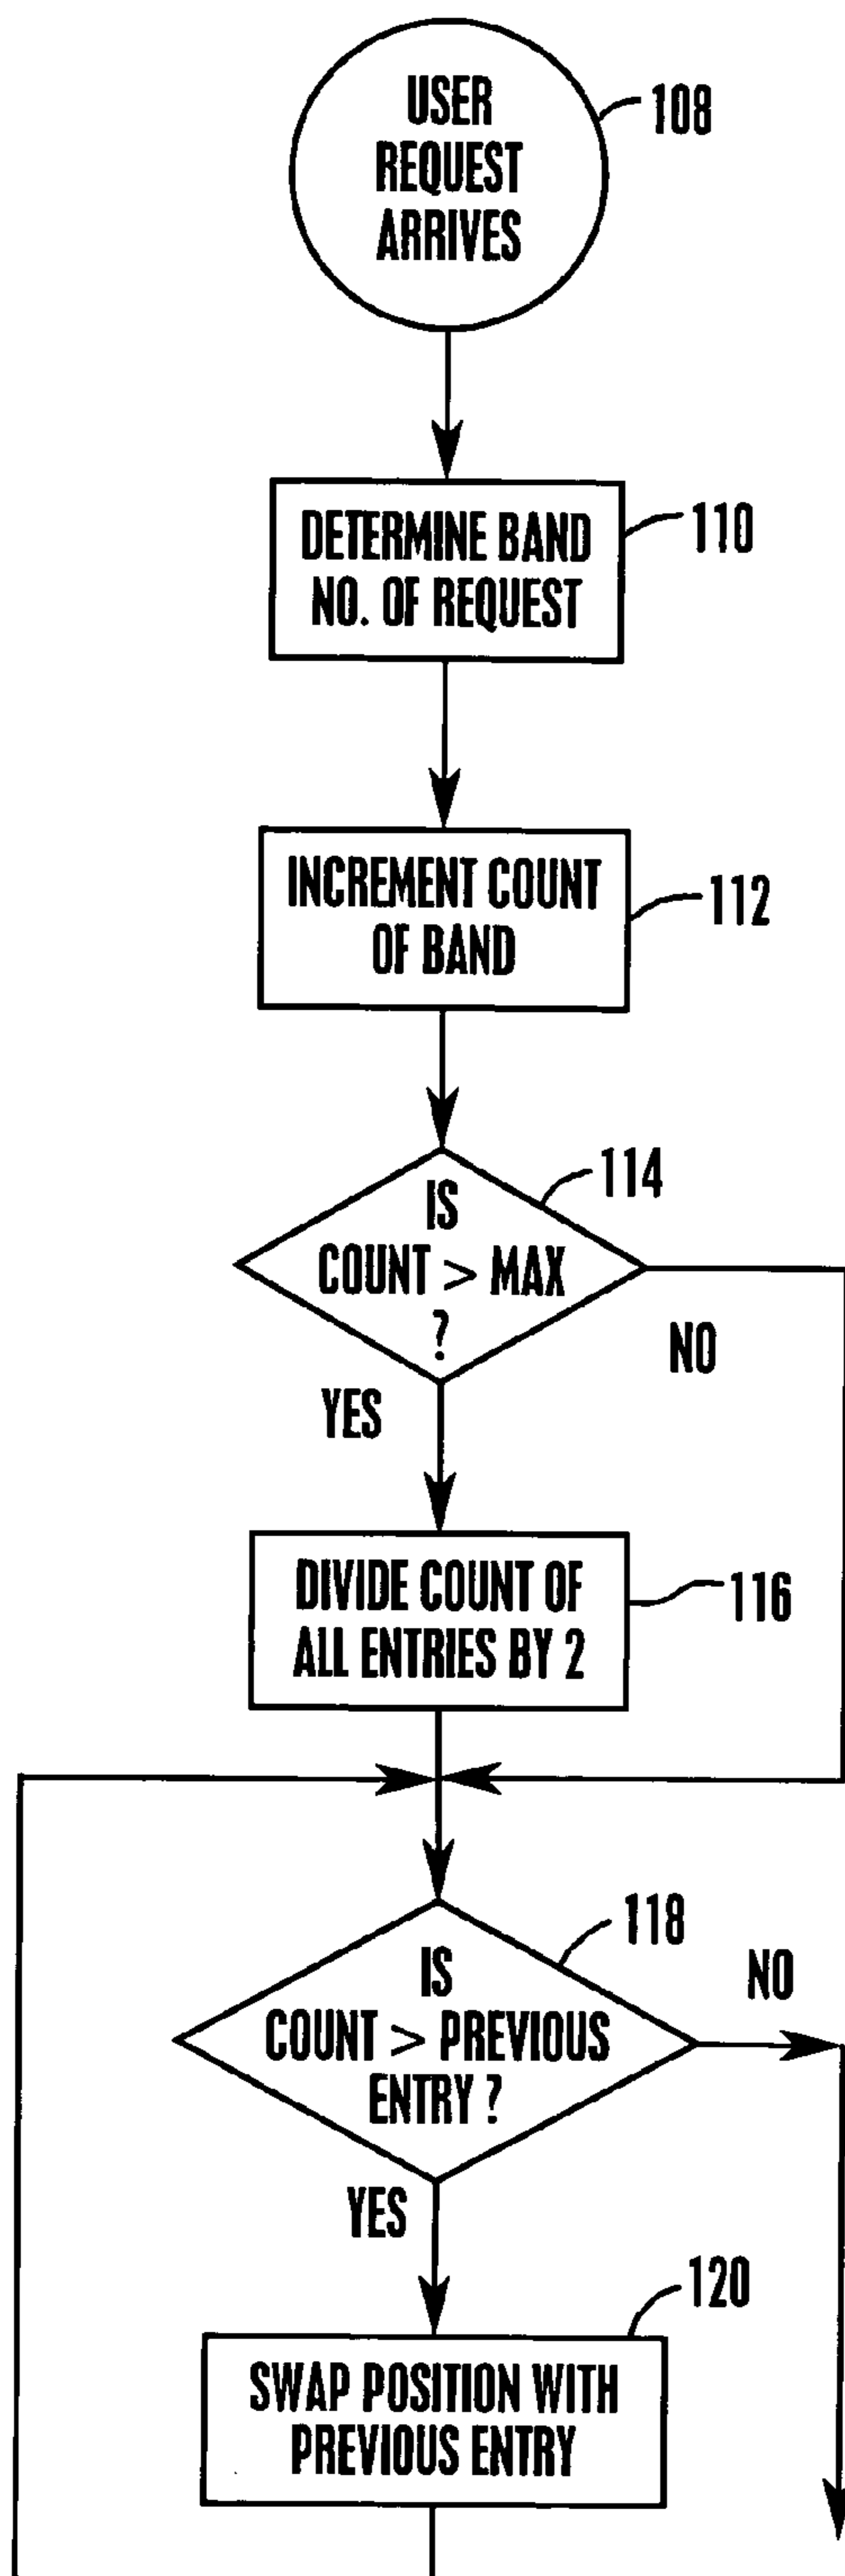 USER
REQUEST
ARRIVES
108
DETERMINE BAND
NO. OF REQUEST
110
INCREMENT COUNT
OF BAND
112
114
IS
COUNT > MAX
?
NO
YES
DIVIDE COUNT OF
ALL ENTRIES BY 2
116
118
IS
COUNT > PREVIOUS
ENTRY ?
NO
YES
120
SWAP POSITION WITH
PREVIOUS ENTRY